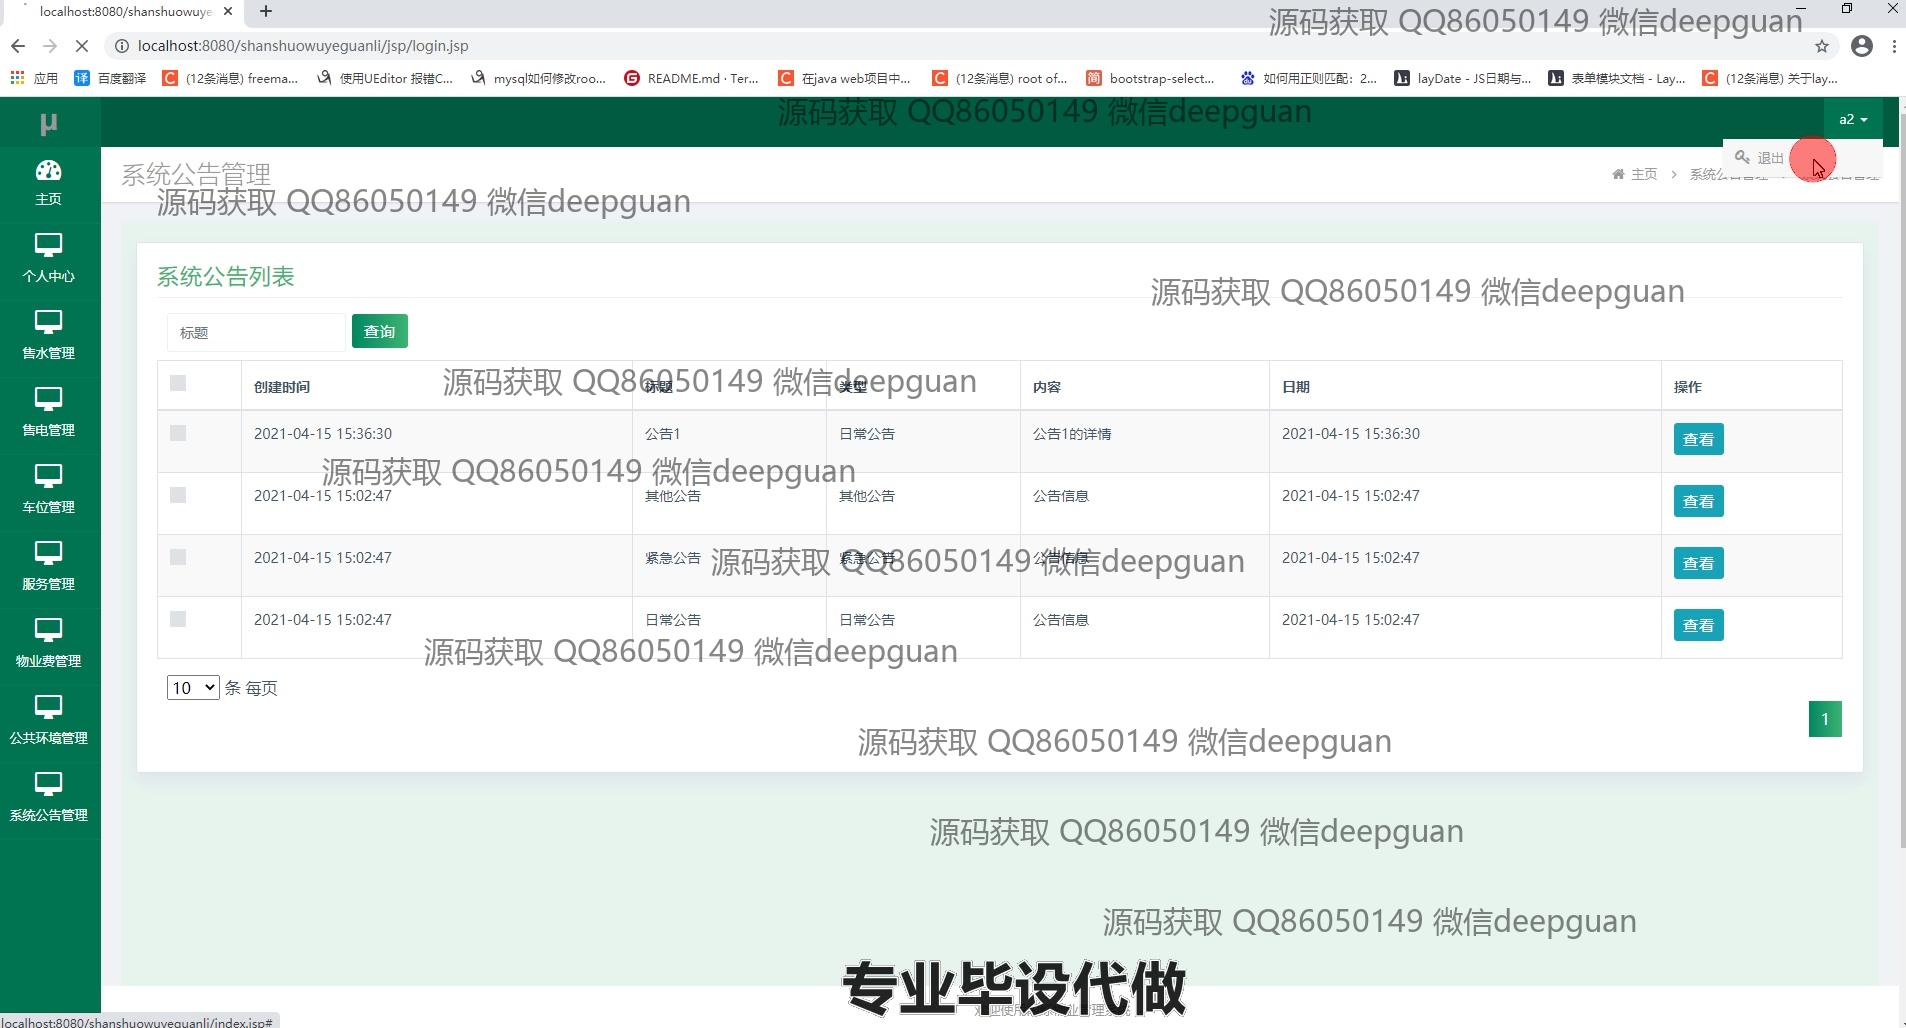 localhost:8080/shanshuowuye
localhost:8080/shanshuowuyeguanli/jsp/login.jsp
源码获取 QQ86050149 微信deepguan
应用 百度翻译 (12条消息) freema... 使用UEditor 报错C... mysql如何修改roo... README.md · Ter... 在java web项目中... (12条消息) root of... bootstrap-select... 如何用正则匹配：2... layDate - JS日期与... 表单模块文档 - Lay... (12条消息) 关于lay...
源码获取 QQ86050149 微信deepguan
μ
a2
退出
主页
个人中心
售水管理
售电管理
车位管理
服务管理
物业费管理
公共环境管理
系统公告管理
系统公告管理
主页
源码获取 QQ86050149 微信deepguan
系统公告列表
源码获取 QQ86050149 微信deepguan
标题 查询
创建时间 标题 类型 内容 日期 操作
源码获取 QQ86050149 微信deepguan
2021-04-15 15:36:30 公告1 日常公告 公告1的详情 2021-04-15 15:36:30 查看
源码获取 QQ86050149 微信deepguan
2021-04-15 15:02:47 其他公告 其他公告 公告信息 2021-04-15 15:02:47 查看
2021-04-15 15:02:47 紧急公告 紧急公告 公告信息 2021-04-15 15:02:47 查看
源码获取 QQ86050149 微信deepguan
2021-04-15 15:02:47 日常公告 日常公告 公告信息 2021-04-15 15:02:47 查看
源码获取 QQ86050149 微信deepguan
10 条 每页
1
源码获取 QQ86050149 微信deepguan
源码获取 QQ86050149 微信deepguan
源码获取 QQ86050149 微信deepguan
专业毕设代做
localhost:8080/shanshuowuyeguanli/index.jsp#